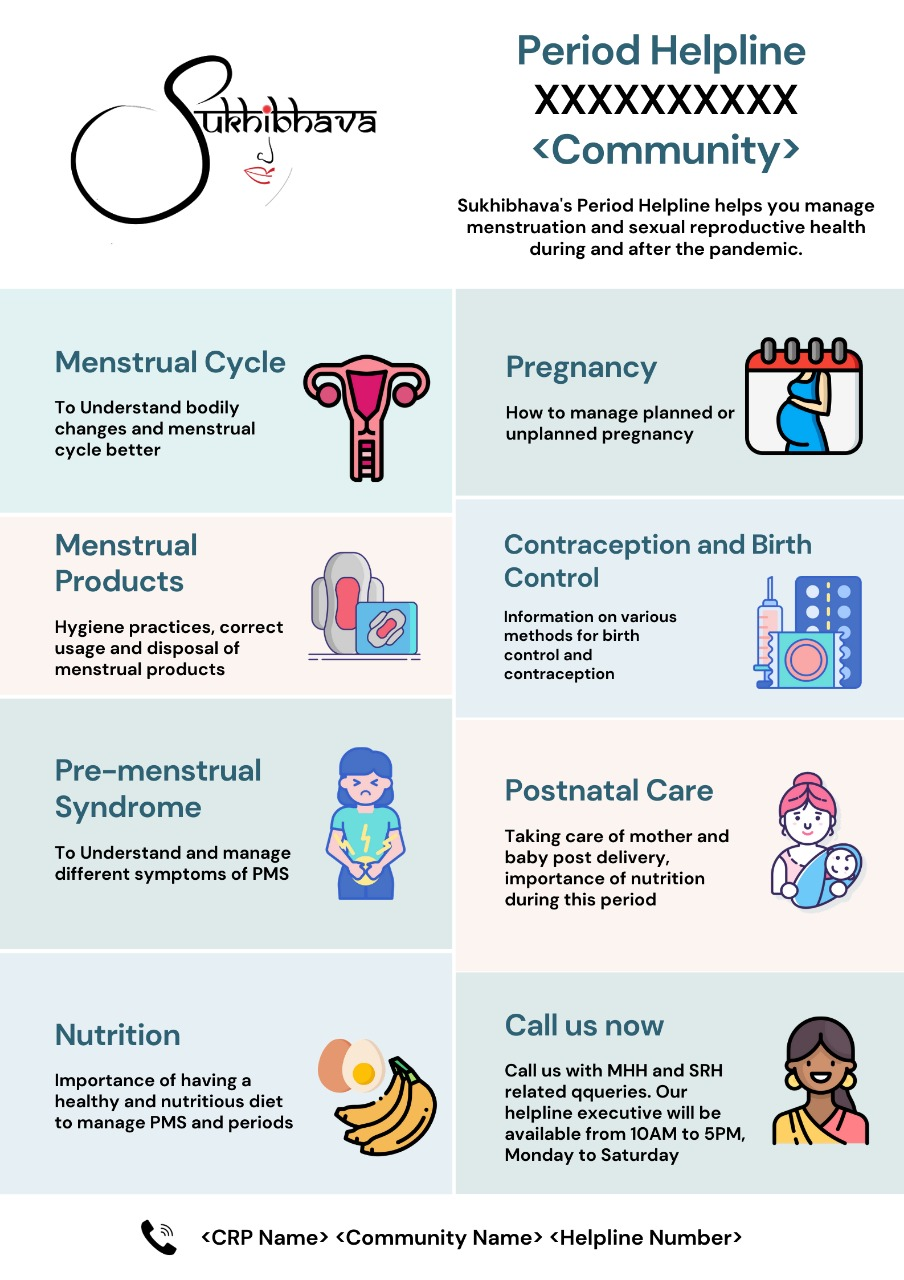 Sukhibhava
Period Helpline
XXXXXXXXXX
<Community>
Sukhibhava's Period Helpline helps you manage
menstruation and sexual reproductive health
during and after the pandemic.
Menstrual Cycle
To Understand bodily
changes and menstrual
cycle better
Pregnancy
How to manage planned or
unplanned pregnancy
Menstrual
Products
Hygiene practices, correct
usage and disposal of
menstrual products
Contraception and Birth
Control
Information on various
methods for birth
control and
contraception
Pre-menstrual
Syndrome
To Understand and manage
different symptoms of PMS
Postnatal Care
Taking care of mother and
baby post delivery,
importance of nutrition
during this period
Nutrition
Importance of having a
healthy and nutritious diet
to manage PMS and periods
Call us now
Call us with MHH and SRH
related qqueries. Our
helpline executive will be
available from 10AM to 5PM,
Monday to Saturday
<CRP Name> <Community Name> <Helpline Number>